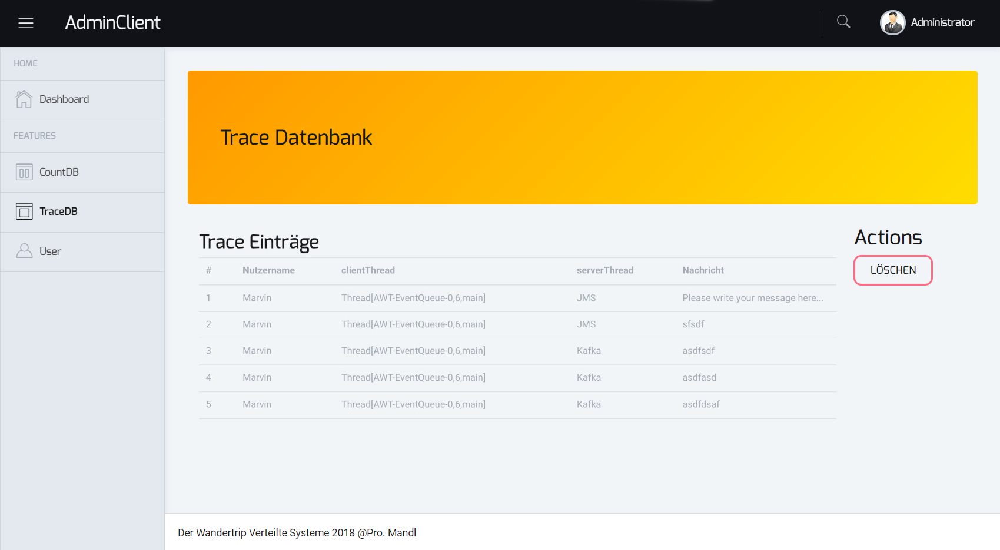 AdminClient
Administrator
HOME
Dashboard
FEATURES
CountDB
TraceDB
User
Trace Datenbank
Trace Einträge
# Nutzername clientThread serverThread Nachricht
1 Marvin Thread[AWT-EventQueue-0,6,main] JMS Please write your message here...
2 Marvin Thread[AWT-EventQueue-0,6,main] JMS sfsdf
3 Marvin Thread[AWT-EventQueue-0,6,main] Kafka asdfsdf
4 Marvin Thread[AWT-EventQueue-0,6,main] Kafka asdfasd
5 Marvin Thread[AWT-EventQueue-0,6,main] Kafka asdfdsaf
Actions
LÖSCHEN
Der Wandertrip Verteilte Systeme 2018 @Pro. Mandl